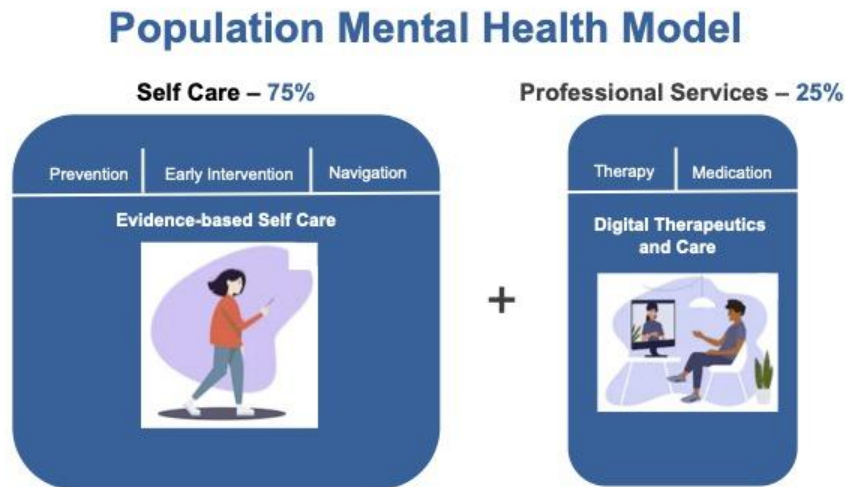 Population Mental Health Model
Self Care – 75%
Prevention
Early Intervention
Navigation
Evidence-based Self Care
+
Professional Services – 25%
Therapy
Medication
Digital Therapeutics
and Care